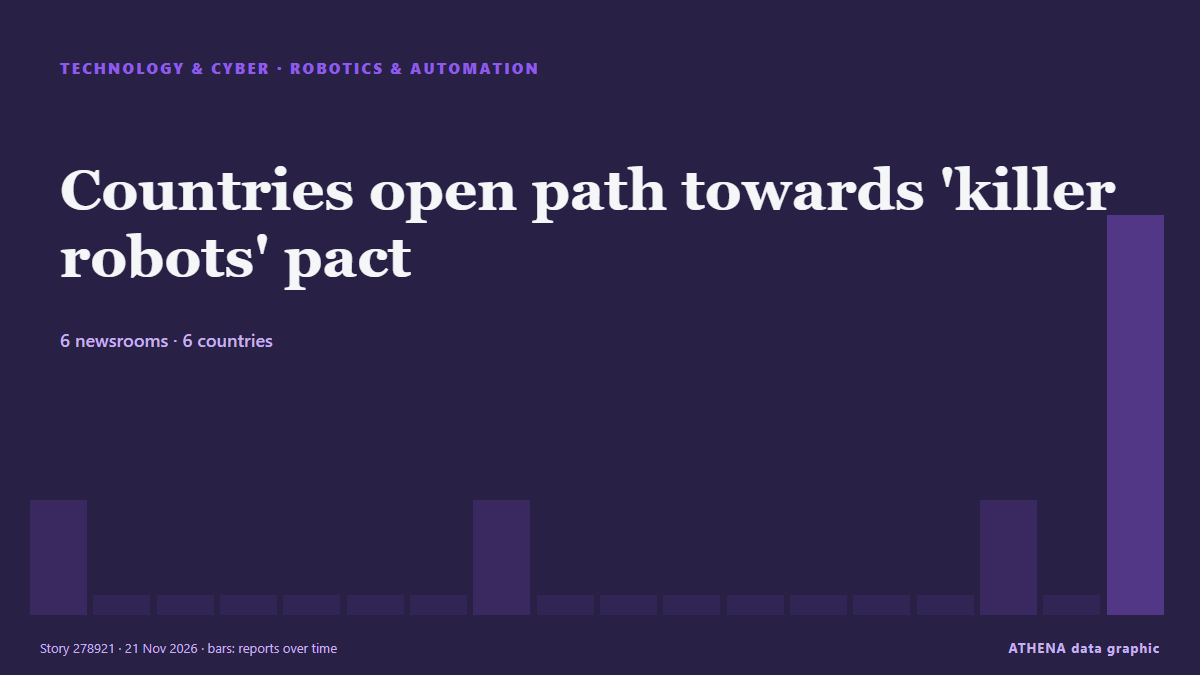 TECHNOLOGY & CYBER · ROBOTICS & AUTOMATION
Countries open path towards 'killer
robots' pact
6 newsrooms · 6 countries
Story 278921 · 21 Nov 2026 · bars: reports over time
ATHENA data graphic